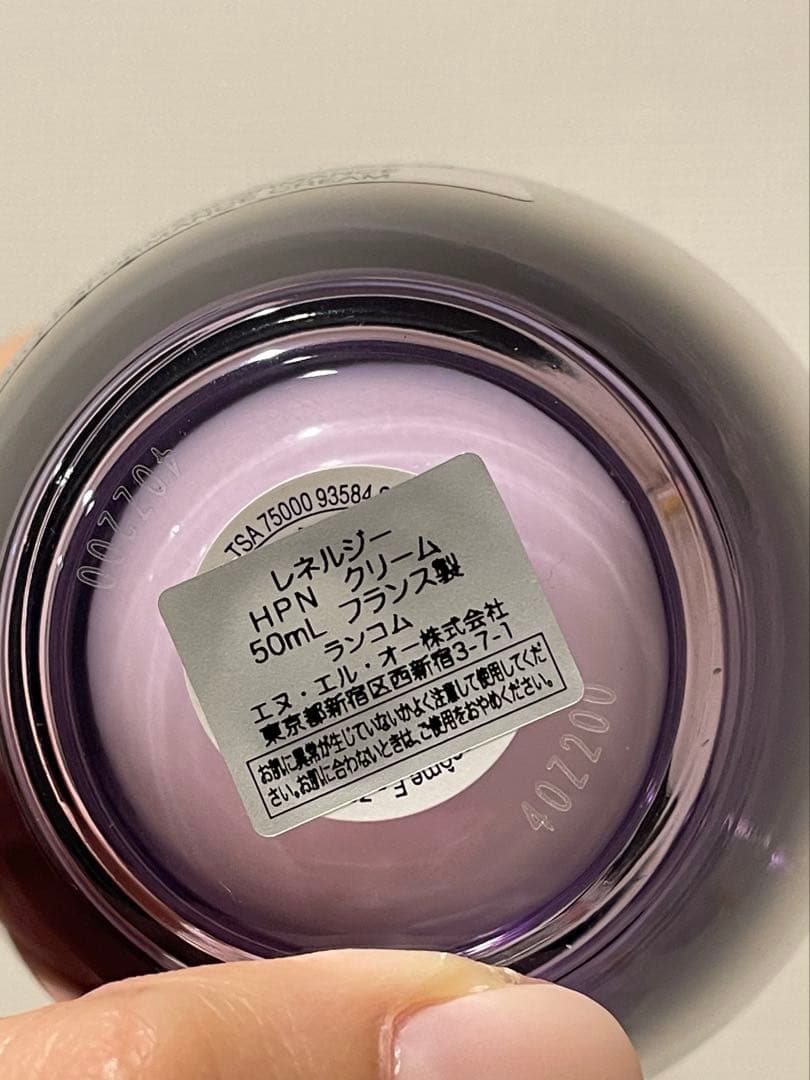 CREAM
TSA 75000 93584
レネルジー
HPN クリーム
50mL フランス製
ランコム
エヌ・エル・オー株式会社
東京都新宿区西新宿3-7-1
お肌に異常が生じていないかよく注意して使用してくだ
さい。お肌に合わないときは、ご使用をおやめください。
40Z200
40Z200